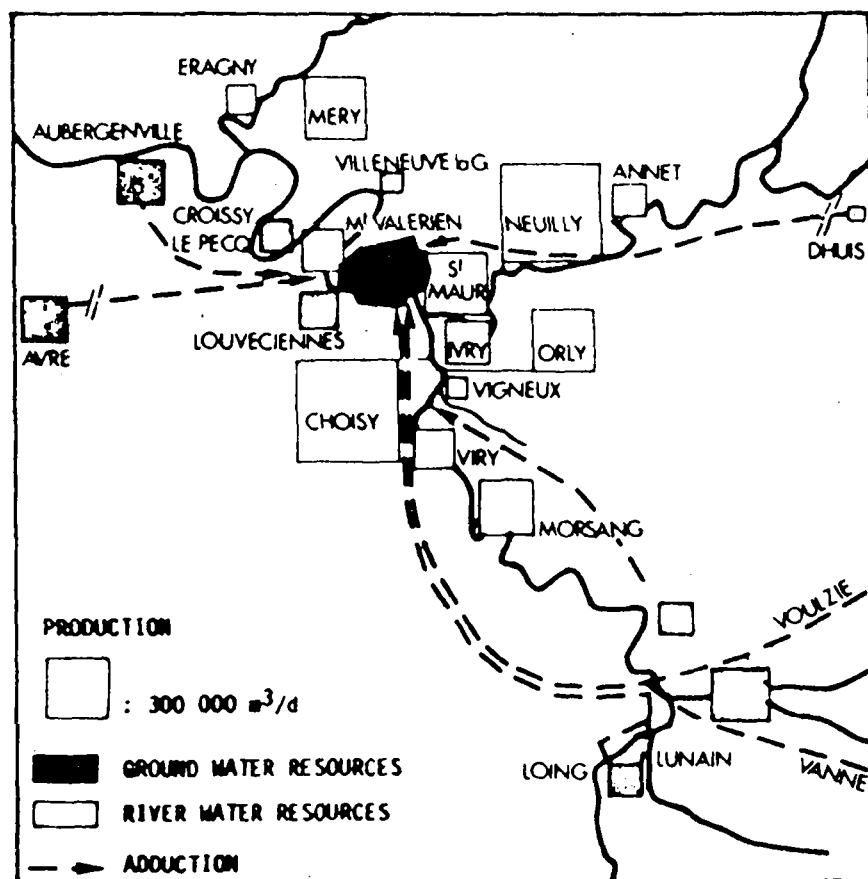 ERAGNY
MERY
AUBERGENVILLE
VILLENEUVE la G
ANNET
CROISSY
LE PECQ
Mt VALERIEN
NEUILLY
DHUIS
St
MAUR
AVRE
LOUVECIENNES
IVRY
ORLY
VIGNEUX
CHOISY
VIRY
MORSANG
PRODUCTION
: 300 000 m3/d
VOULZIE
GROUND WATER RESOURCES
LOING
LUNAIN
VANNE
RIVER WATER RESOURCES
ADDUCTION